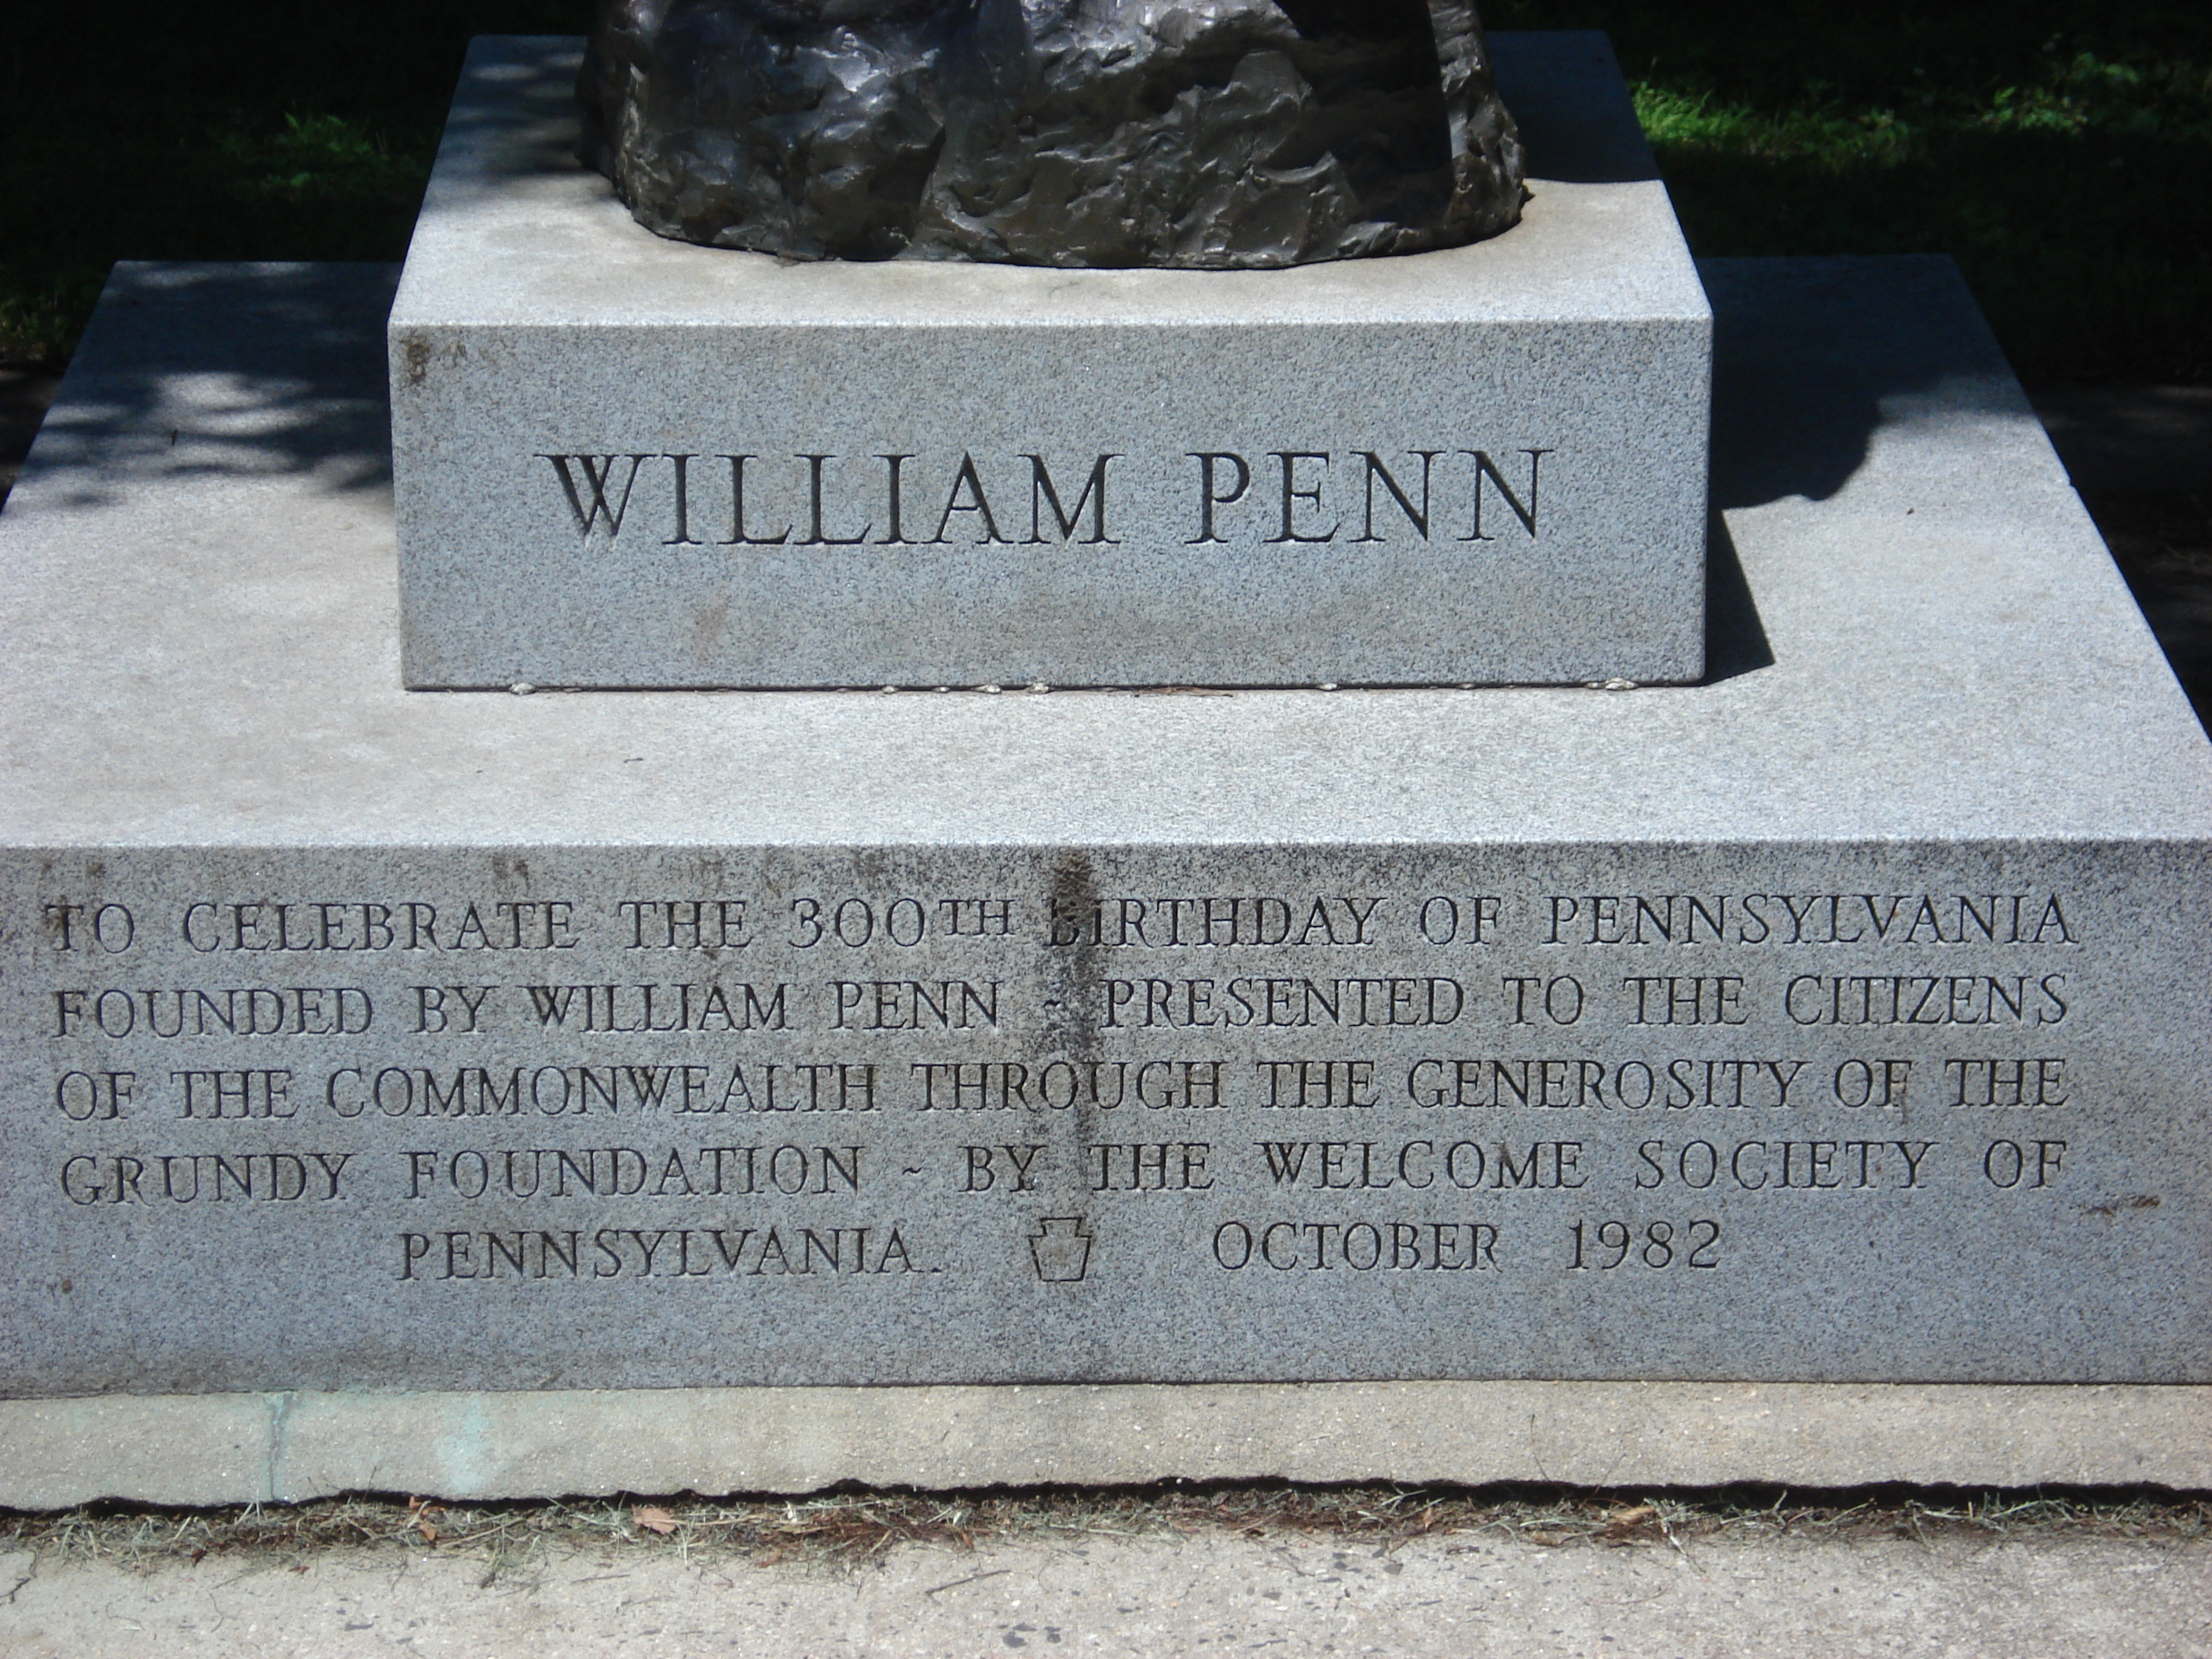 WILLIAM PENN
TO CELEBRATE THE 300TH BIRTHDAY OF PENNSYLVANIA
FOUNDED BY WILLIAM PENN ~ PRESENTED TO THE CITIZENS
OF THE COMMONWEALTH THROUGH THE GENEROSITY OF THE
GRUNDY FOUNDATION ~ BY THE WELCOME SOCIETY OF
PENNSYLVANIA. OCTOBER 1982